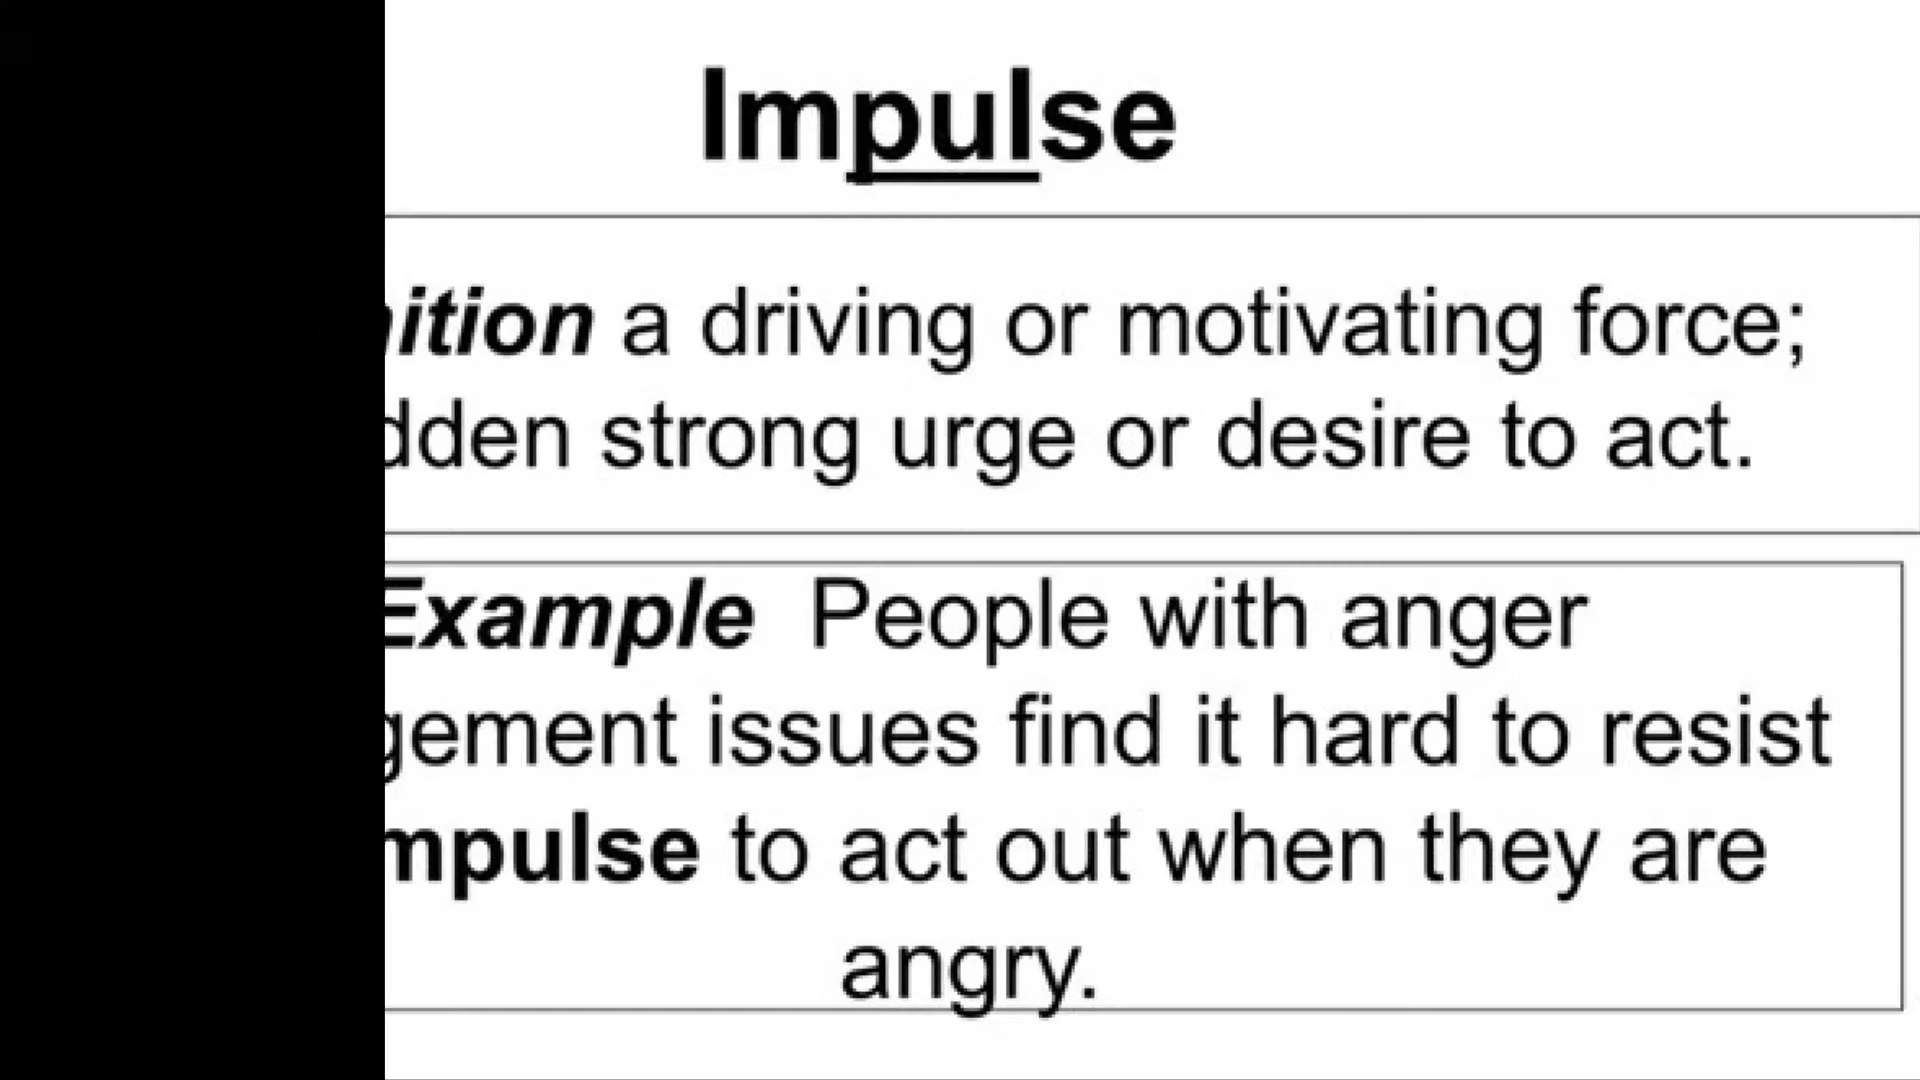 Impulse
nition a driving or motivating force;
dden strong urge or desire to act.
Example People with anger
gement issues find it hard to resist
mpulse to act out when they are
angry.